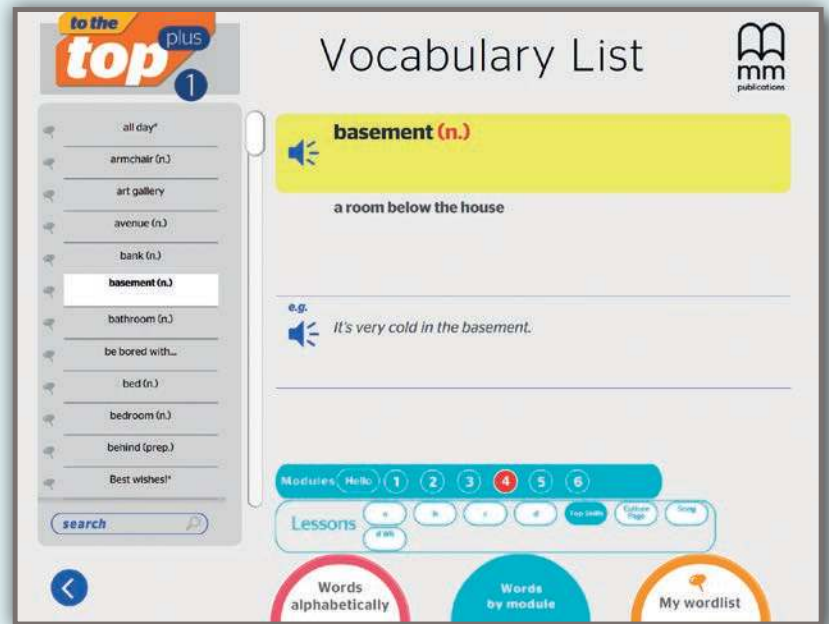 to the
top plus
1
Vocabulary List
mm
publications
all day*
armchair (n.)
art gallery
avenue (n.)
bank (n.)
basement (n.)
bathroom (n.)
be bored with...
bed (n.)
bedroom (n.)
behind (prep.)
Best wishes!*
search
basement (n.)
a room below the house
e.g.
It's very cold in the basement.
Modules Hello 1 2 3 4 5 6
Lessons a b c d Top Skills Culture Page Song
Words
alphabetically
Words
by module
My wordlist